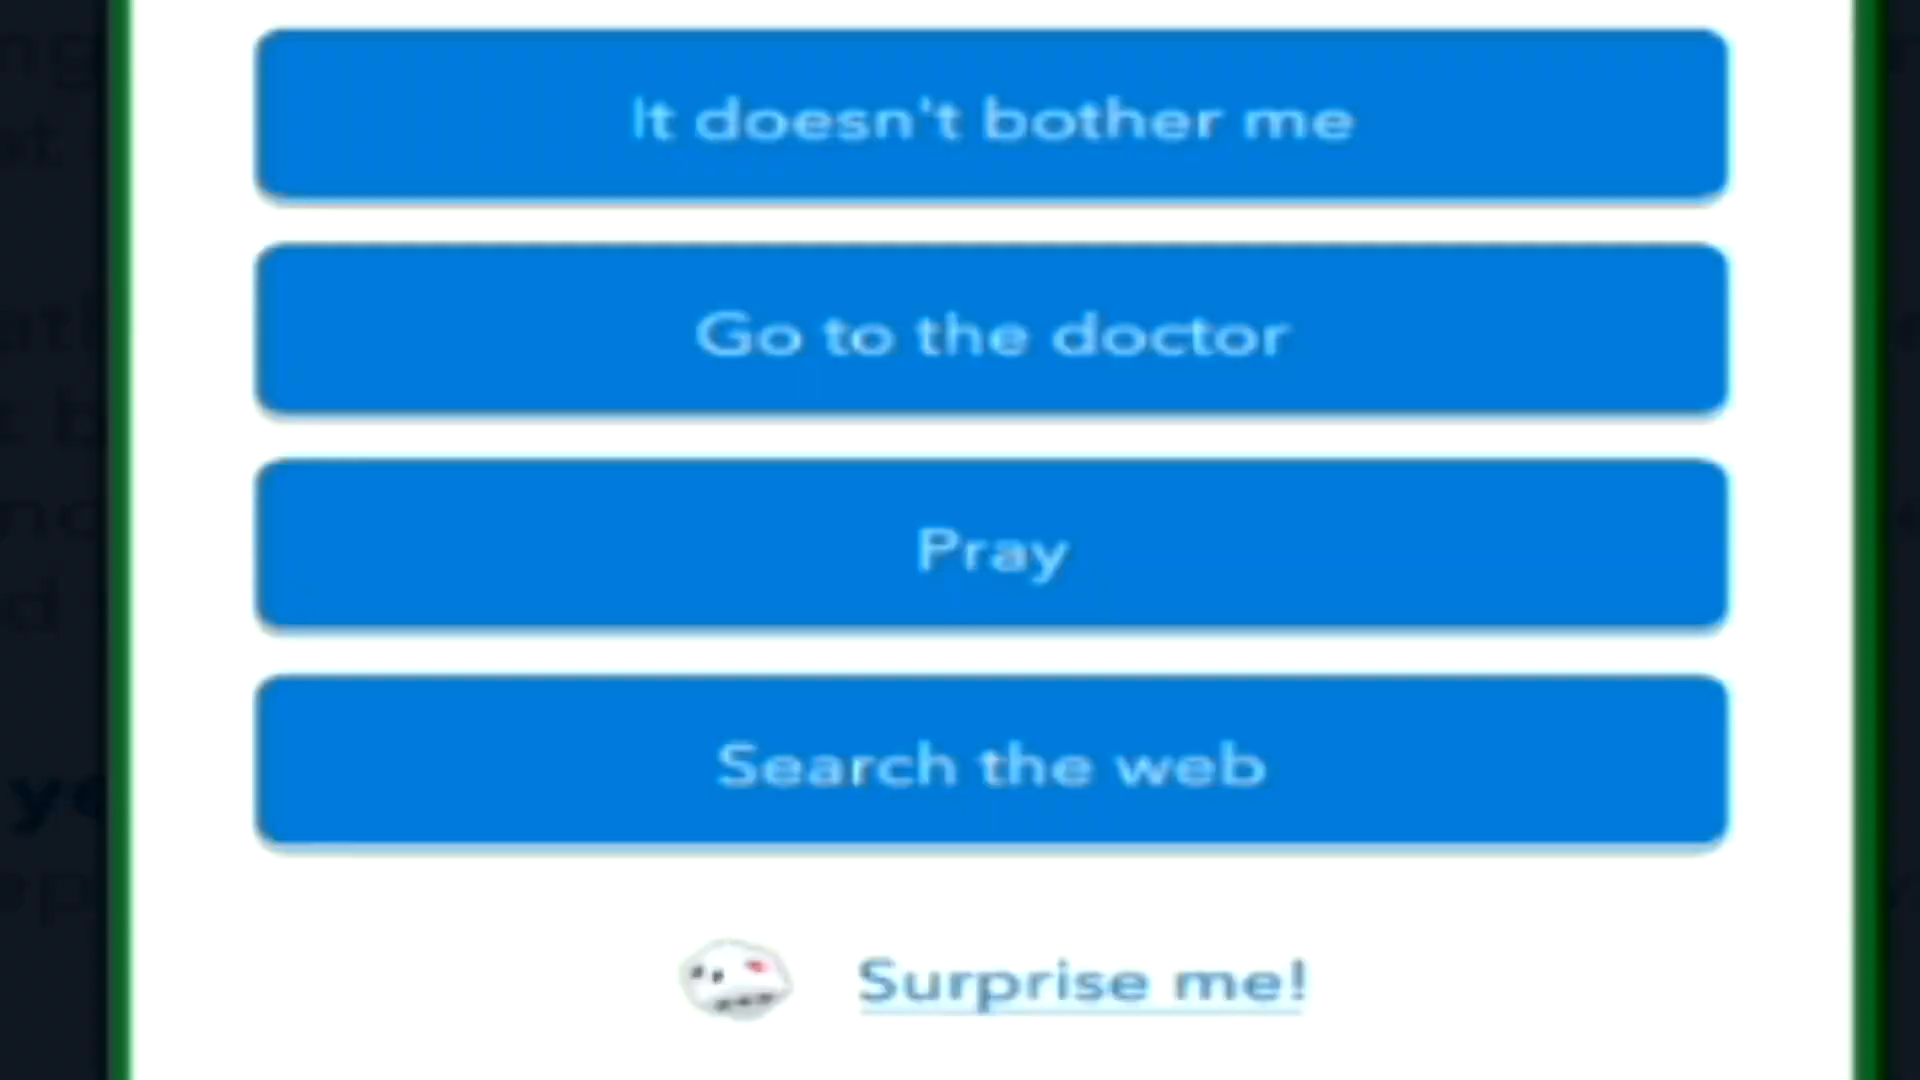 It doesn't bother me
Go to the doctor
Pray
Search the web
Surprise me!